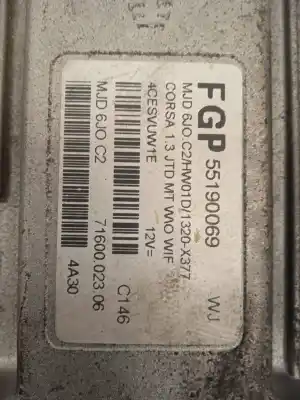 FGP 55190069 WJ
MJD 6JO.C2/HW01D/1320-X377
CORSA 1.3 JTD MT W\O WIF
4CESVUW1E 12V=
C146
MJD 6JO.C2 71600.023.06
4A30